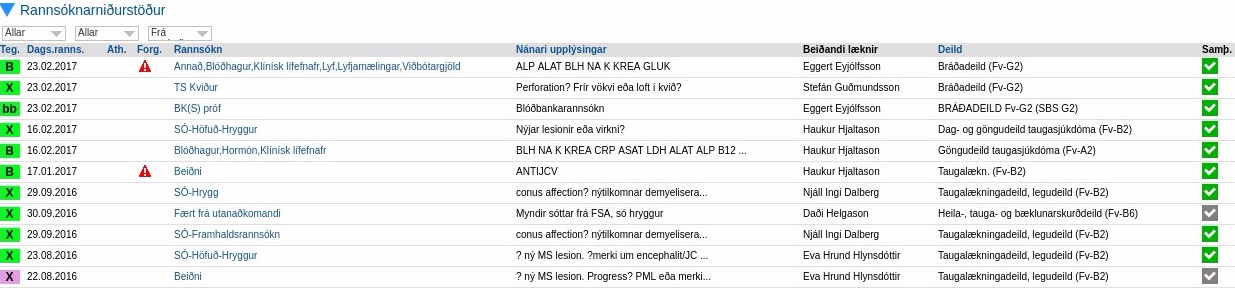 Rannsóknarniðurstöður
Allar Allar Frá
Teg. Dags.ranns. Ath. Forg. Rannsókn Nánari upplýsingar Beiðandi læknir Deild Samþ.
B 23.02.2017 Annað,Blóðhagur,Klínísk lífefnafr,Lyf,Lyfjamælingar,Viðbótargjöld ALP ALAT BLH NA K KREA GLUK Eggert Eyjólfsson Bráðadeild (Fv-G2)
X 23.02.2017 TS Kviður Perforation? Frír vökvi eða loft í kvið? Stefán Guðmundsson Bráðadeild (Fv-G2)
bb 23.02.2017 BK(S) próf Blóðbankarannsókn Eggert Eyjólfsson BRÁÐADEILD Fv-G2 (SBS G2)
X 16.02.2017 SÓ-Höfuð-Hryggur Nýjar lesionir eða virkni? Haukur Hjaltason Dag- og göngudeild taugasjúkdóma (Fv-B2)
B 16.02.2017 Blóðhagur,Hormón,Klínísk lífefnafr BLH NA K KREA CRP ASAT LDH ALAT ALP B12 ... Haukur Hjaltason Göngudeild taugasjúkdóma (Fv-A2)
B 17.01.2017 Beiðni ANTIJCV Haukur Hjaltason Taugalækn. (Fv-B2)
X 29.09.2016 SÓ-Hrygg conus affection? nýtilkomnar demyelisera... Njáll Ingi Dalberg Taugalækningadeild, legudeild (Fv-B2)
X 30.09.2016 Fært frá utanaðkomandi Myndir sóttar frá FSA, só hryggur Daði Helgason Heila-, tauga- og bæklunarskurðdeild (Fv-B6)
X 29.09.2016 SÓ-Framhaldsrannsókn conus affection? nýtilkomnar demyelisera... Njáll Ingi Dalberg Taugalækningadeild, legudeild (Fv-B2)
X 23.08.2016 SÓ-Höfuð-Hryggur ? ný MS lesion. ?merki um encephalit/JC ... Eva Hrund Hlynsdóttir Taugalækningadeild, legudeild (Fv-B2)
X 22.08.2016 Beiðni ? ný MS lesion. Progress? PML eða merki... Eva Hrund Hlynsdóttir Taugalækningadeild, legudeild (Fv-B2)